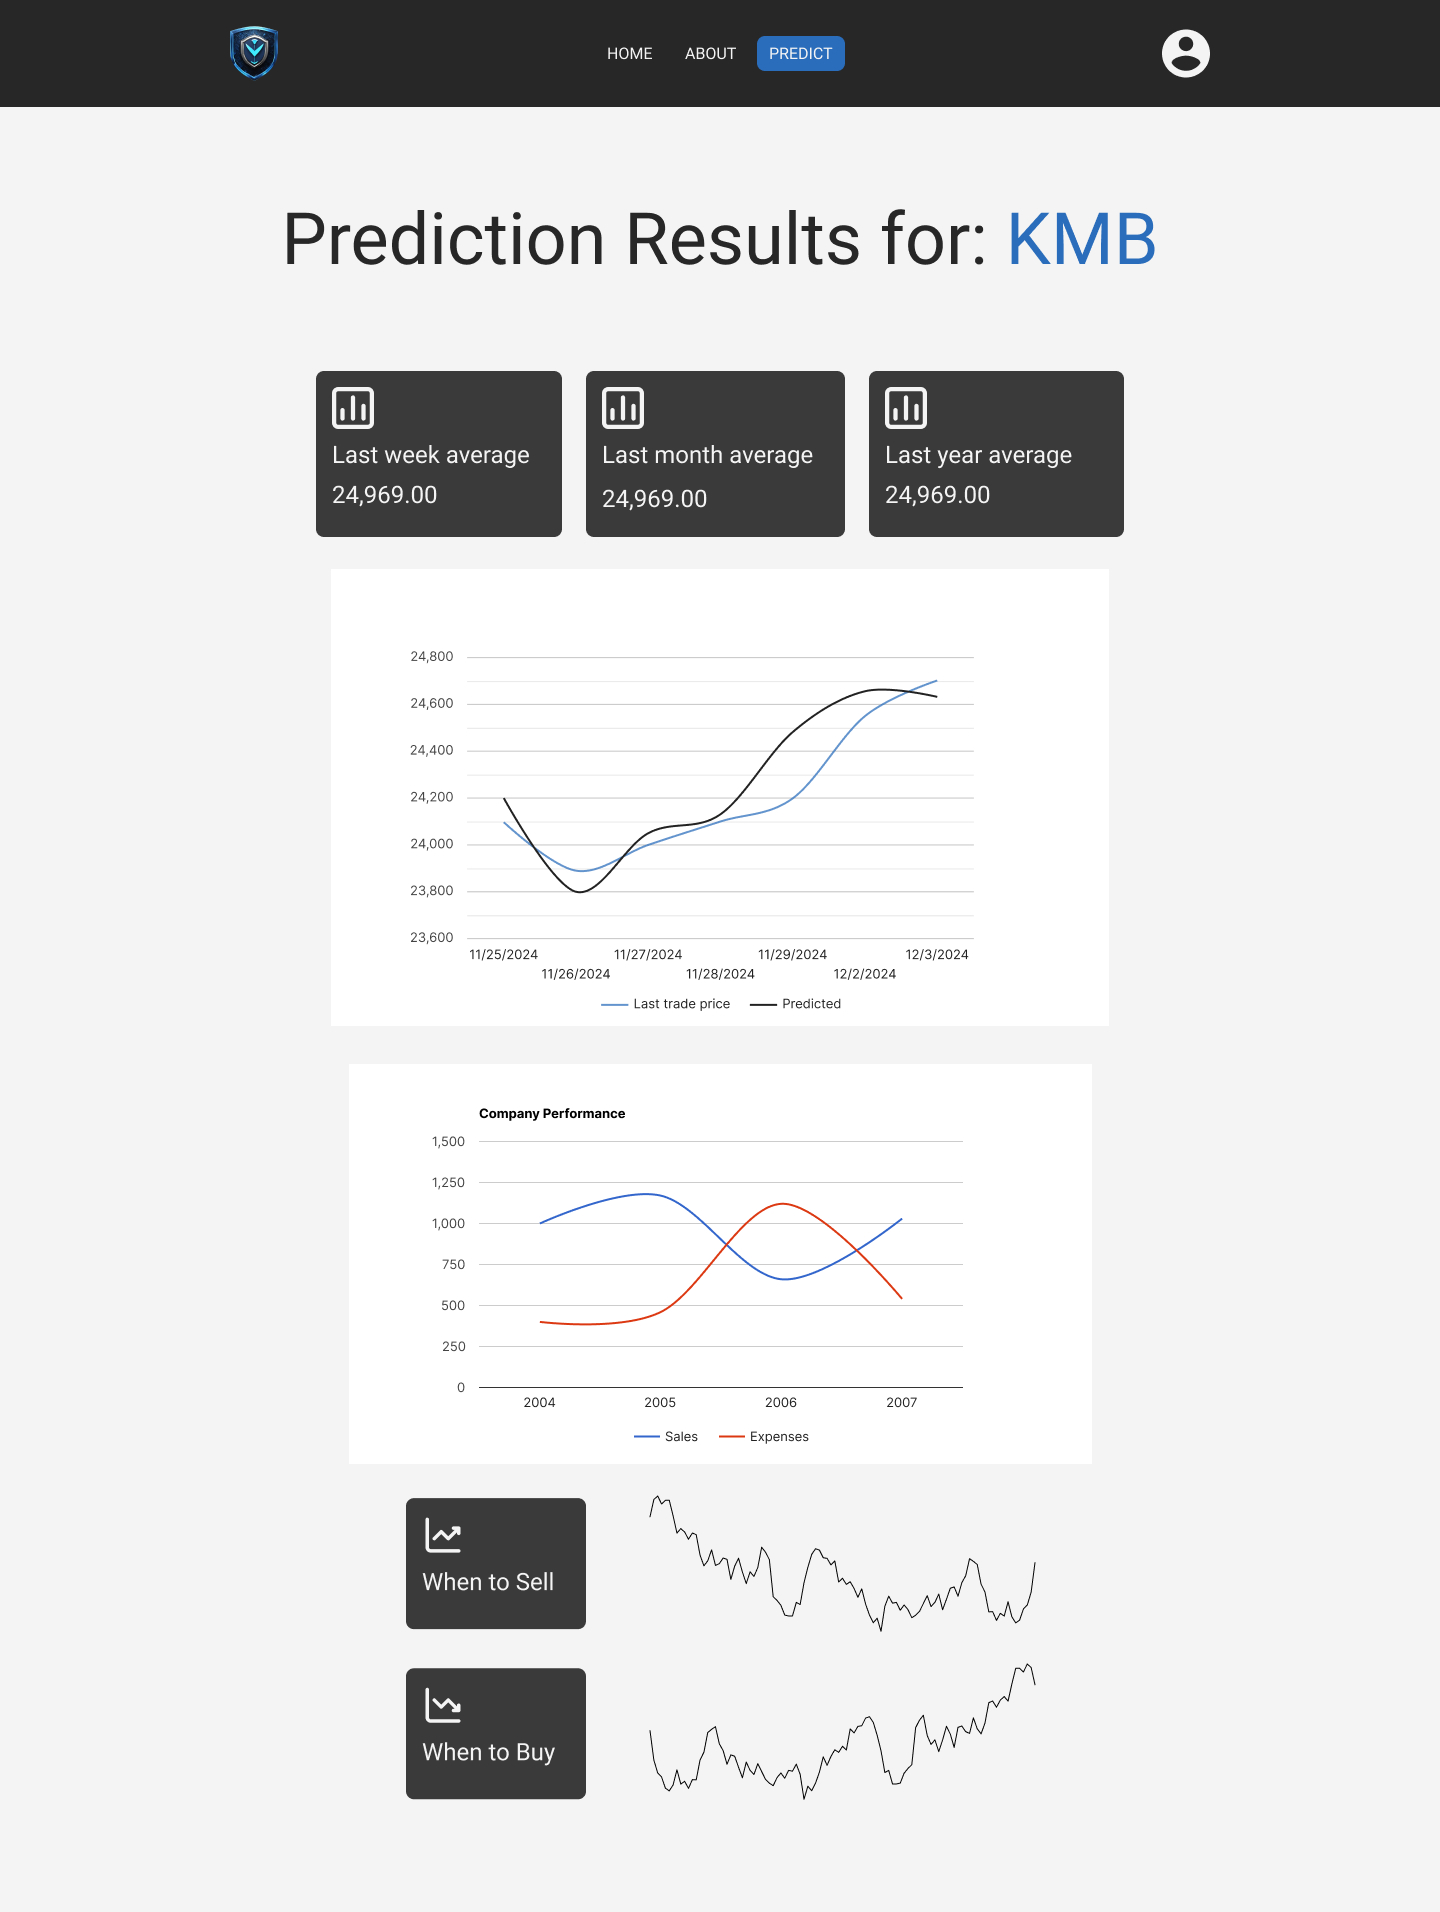 HOME ABOUT PREDICT
Prediction Results for: KMB
Last week average
24,969.00
Last month average
24,969.00
Last year average
24,969.00
24,800
24,600
24,400
24,200
24,000
23,800
23,600
11/25/2024
11/26/2024
11/27/2024
11/28/2024
11/29/2024
12/2/2024
12/3/2024
Last trade price Predicted
Company Performance
1,500
1,250
1,000
750
500
250
0
2004 2005 2006 2007
Sales Expenses
When to Sell
When to Buy